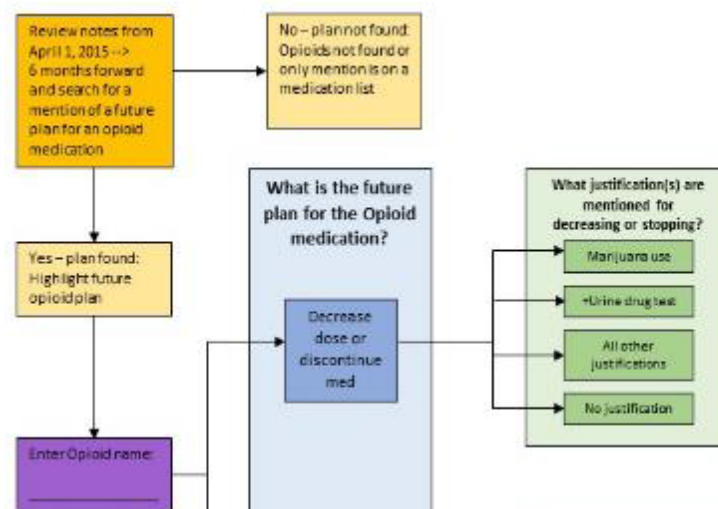 Review notes from
April 1, 2015 -->
6 months forward
and search for a
mention of a future
plan for an opioid
medication
No – plan not found:
Opioids not found or
only mention is on a
medication list
Yes – plan found:
Highlight future
opioid plan
Enter Opioid name:
What is the future
plan for the Opioid
medication?
Decrease
dose or
discontinue
med
What justification(s) are
mentioned for
decreasing or stopping?
Marijuana use
+Urine drug test
All other
justifications
No justification